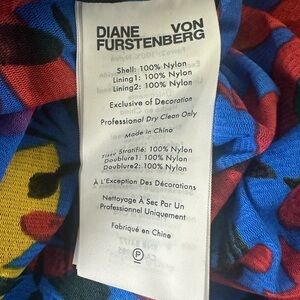 DIANE VON
FURSTENBERG
Shell: 100% Nylon
Lining1: 100% Nylon
Lining2: 100% Nylon
Exclusive of Decoration
Professional Dry Clean Only
Made in China
Tissu Stratifié: 100% Nylon
Doublure1: 100% Nylon
Doublure2: 100% Nylon
À L'Exception Des Décorations
Nettoyage À Sec Par Un
Professionnel Uniquement
Fabriqué en Chine
P